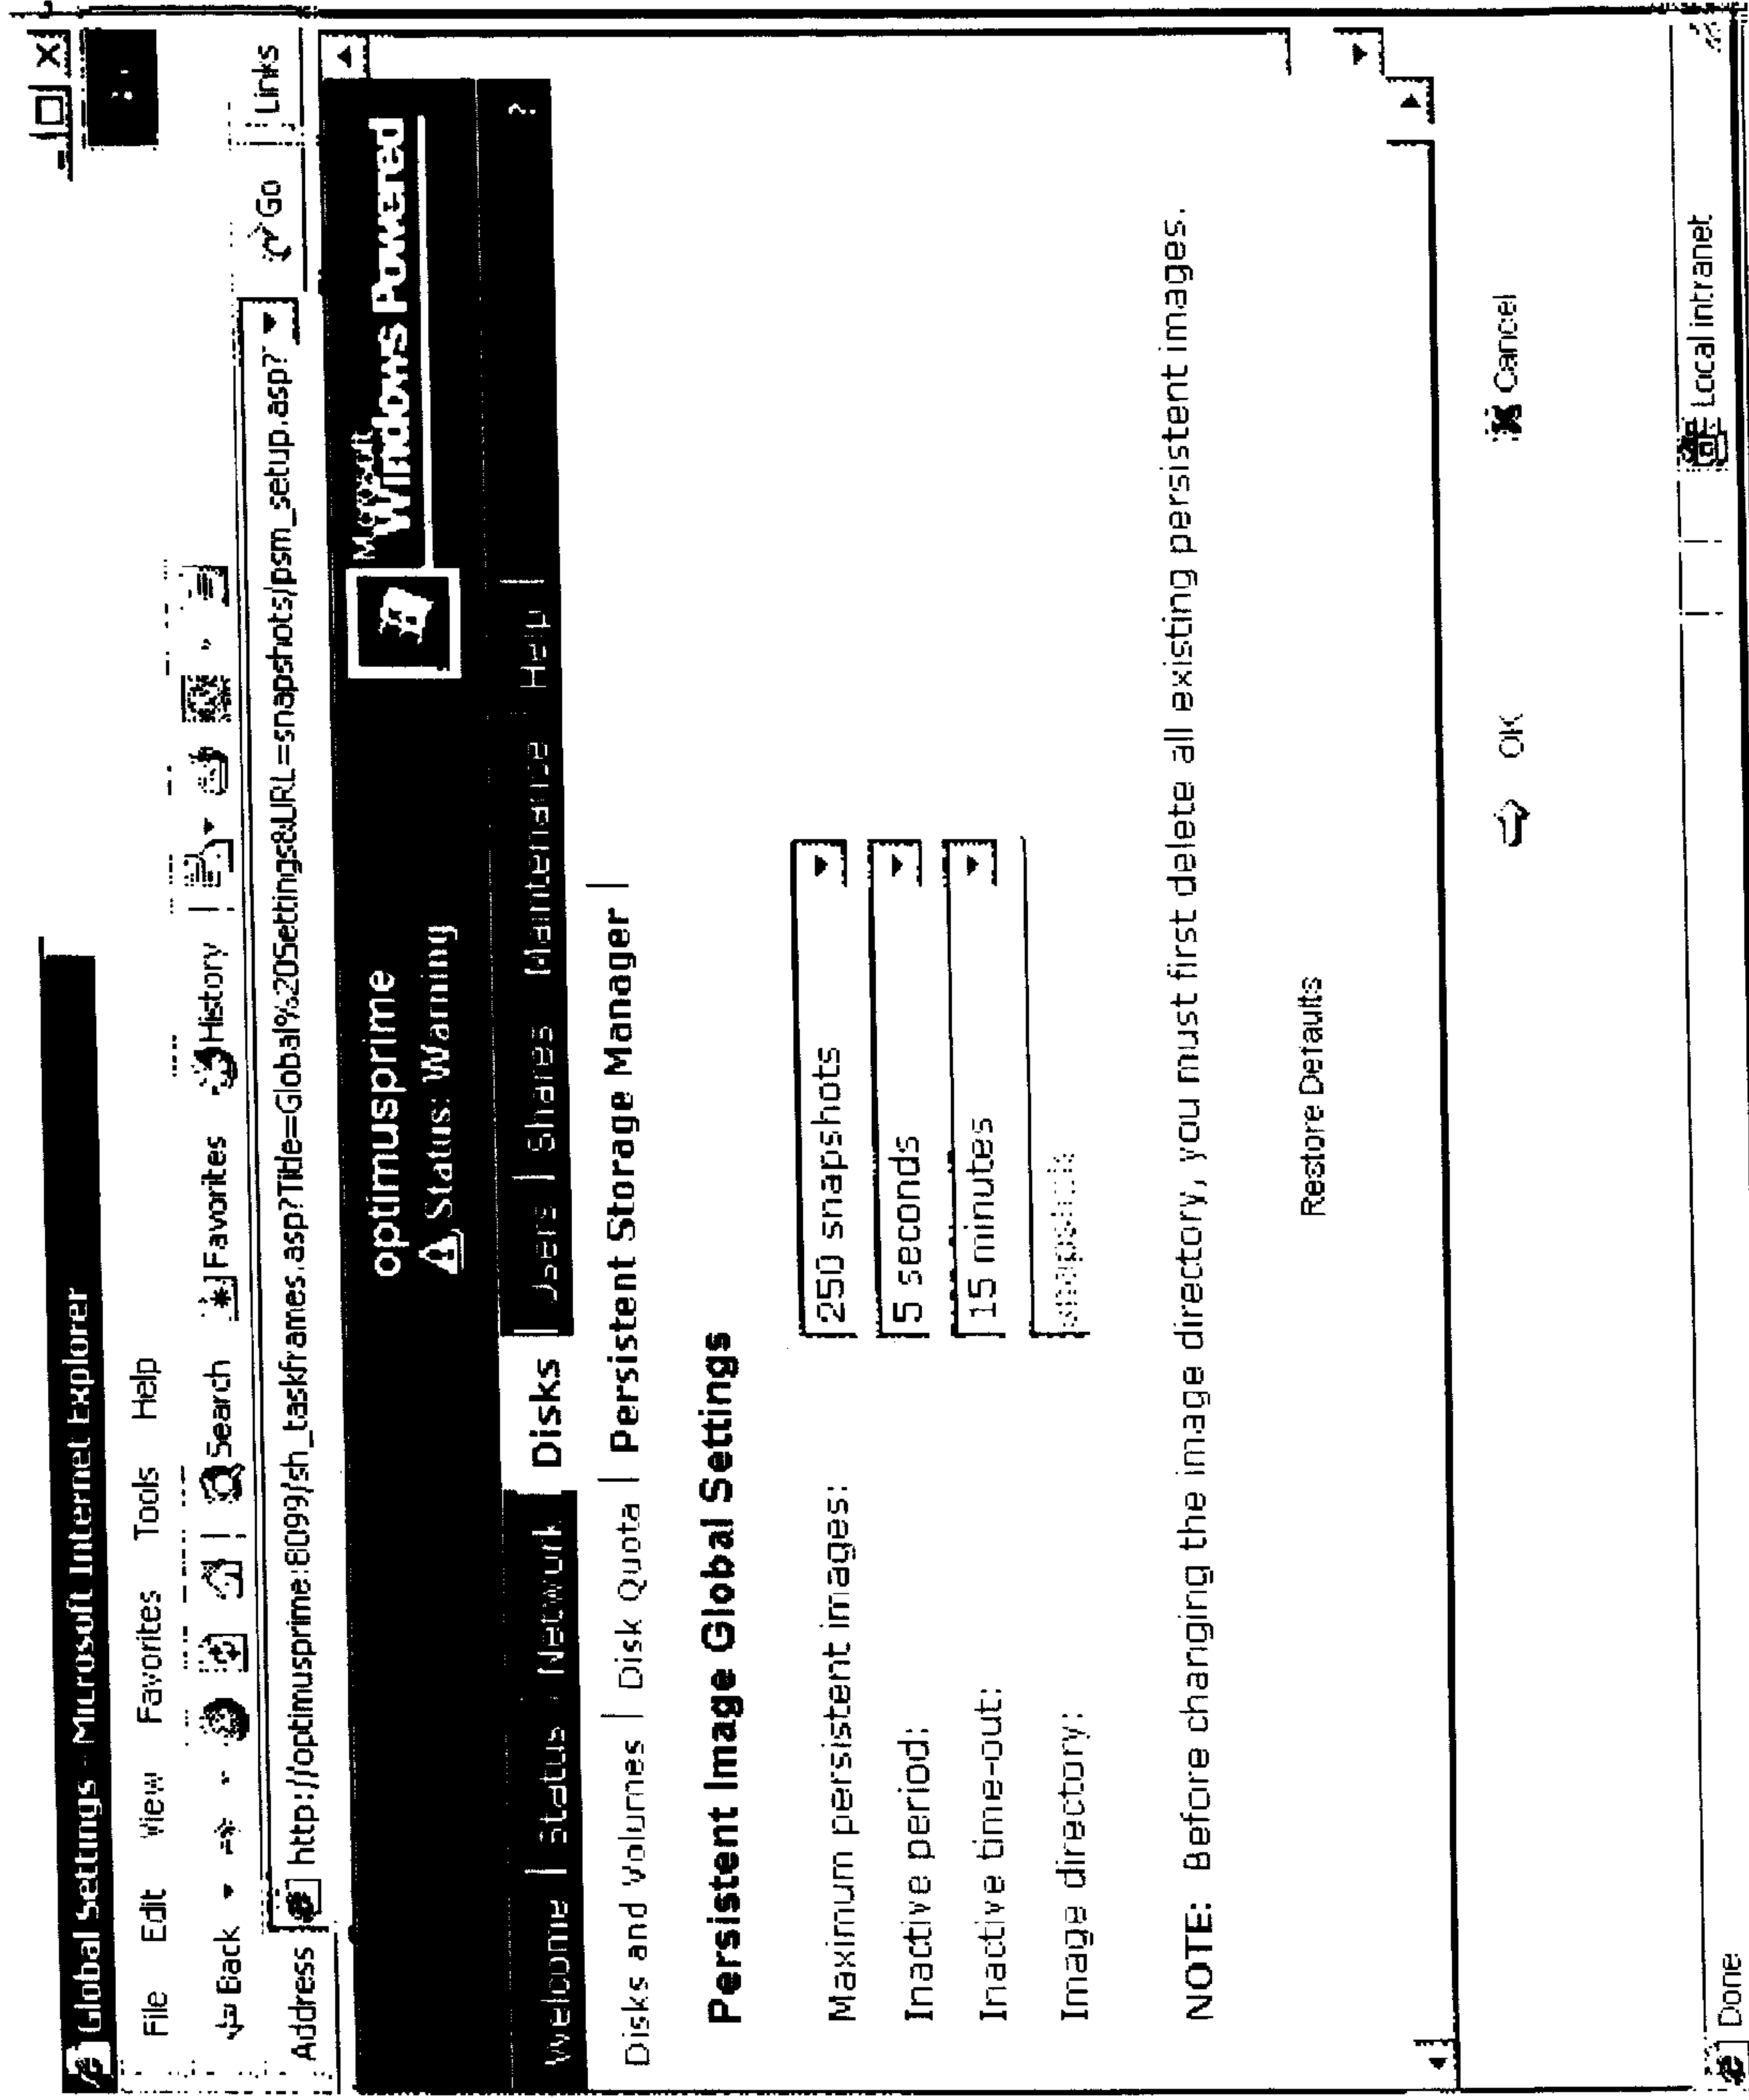 Global Settings - Microsoft Internet Explorer
File Edit View Favorites Tools Help
Back Search Favorites History
Address http://optimusprime:8099/sh_taskframes.asp?Title=Global%20Settings&URL=snapshots/psm_setup.asp? Go Links
optimusprime
Status: Warning
Microsoft
Windows Powered
Welcome | Status | Network | Disks | Users | Shares | Maintenance | Help | ?
Disks and Volumes | Disk Quota | Persistent Storage Manager |
Persistent Image Global Settings
Maximum persistent images: 250 snapshots
Inactive period: 5 seconds
Inactive time-out: 15 minutes
Image directory: snapshots
NOTE: Before changing the image directory, you must first delete all existing persistent images.
Restore Defaults
OK Cancel
Done Local intranet